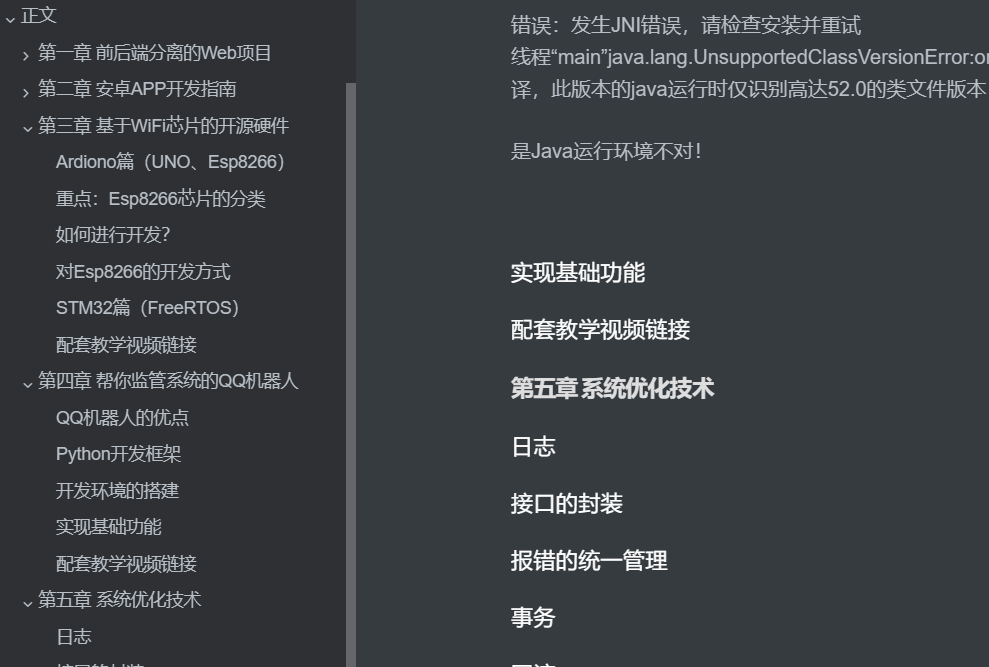 正文
第一章 前后端分离的Web项目
第二章 安卓APP开发指南
第三章 基于WiFi芯片的开源硬件
Ardiono篇（UNO、Esp8266）
重点：Esp8266芯片的分类
如何进行开发?
对Esp8266的开发方式
STM32篇（FreeRTOS）
配套教学视频链接
第四章 帮你监管系统的QQ机器人
QQ机器人的优点
Python开发框架
开发环境的搭建
实现基础功能
配套教学视频链接
第五章 系统优化技术
日志
错误：发生JNI错误，请检查安装并重试
线程“main”java.lang.UnsupportedClassVersionError:or
译，此版本的java运行时仅识别高达52.0的类文件版本
是Java运行环境不对！
实现基础功能
配套教学视频链接
第五章 系统优化技术
日志
接口的封装
报错的统一管理
事务